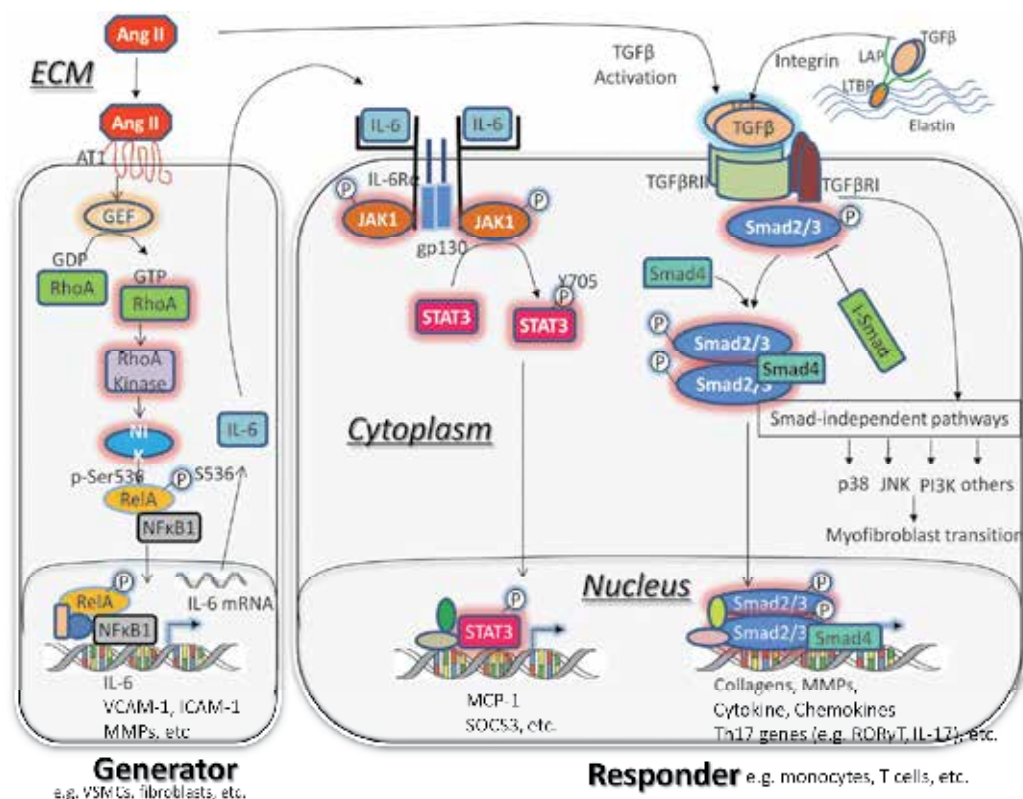 Ang II
ECM
Ang II
AT1
GEF
GDP
GTP
RhoA
RhoA
RhoA
Kinase
NI
K
p-Ser536
P
S536
RelA
NFκB1
IL-6
P
RelA
NFκB1
IL-6 mRNA
IL-6
VCAM-1, ICAM-1
MMPs, etc
Generator
e.g. VSMCs, fibroblasts, etc.
IL-6
IL-6
IL-6Rα
P
JAK1
gp130
P
JAK1
STAT3
Y705
P
STAT3
Cytoplasm
Nucleus
P
STAT3
MCP-1
SOCS3, etc.
TGFβ
Activation
Integrin
LAP
TGFβ
LTBP
Elastin
TGFβ
TGFβRII
TGFβRI
P
Smad2/3
Smad4
I-Smad
P
Smad2/3
P
Smad2/3
Smad4
Smad-independent pathways
p38 JNK PI3K others
Myofibroblast transition
P
Smad2/3
P
Smad2/3
Smad4
Collagens, MMPs,
Cytokine, Chemokines
Th17 genes (e.g. RORγT, IL-17), etc.
Responder e.g. monocytes, T cells, etc.